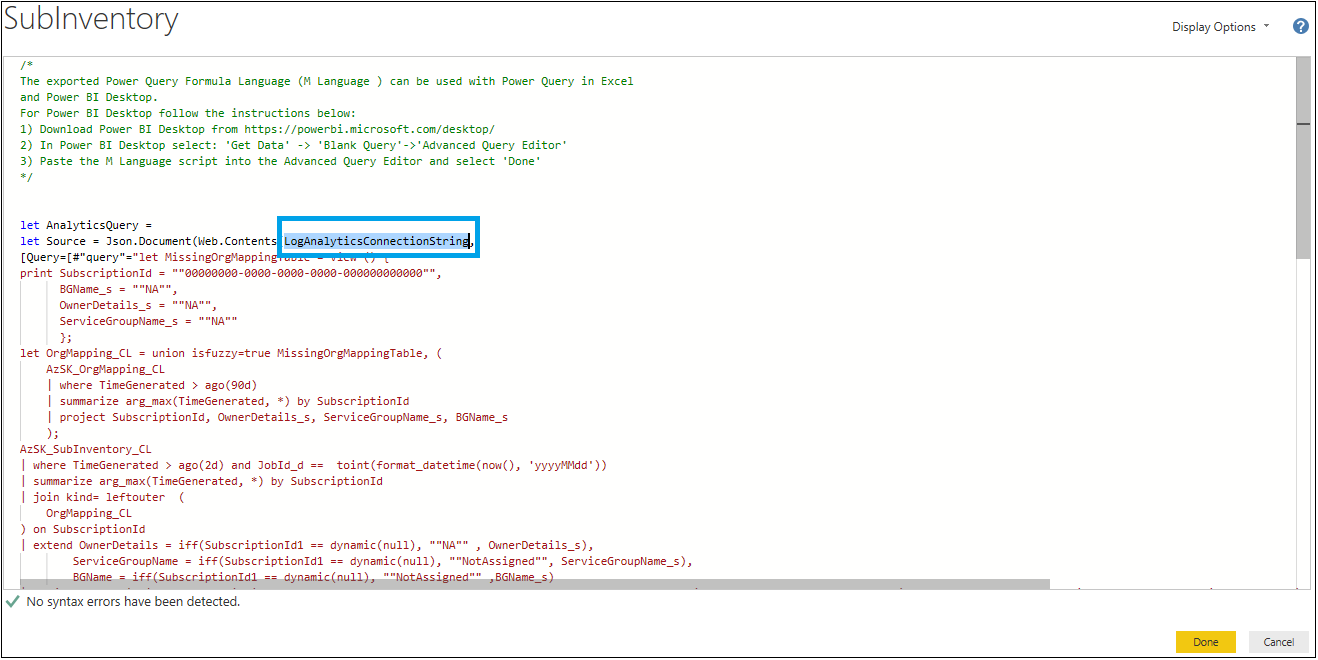 SubInventory
Display Options
?
/*
The exported Power Query Formula Language (M Language ) can be used with Power Query in Excel
and Power BI Desktop.
For Power BI Desktop follow the instructions below:
1) Download Power BI Desktop from https://powerbi.microsoft.com/desktop/
2) In Power BI Desktop select: 'Get Data' -> 'Blank Query'->'Advanced Query Editor'
3) Paste the M Language script into the Advanced Query Editor and select 'Done'
*/
let AnalyticsQuery =
let Source = Json.Document(Web.Contents(LogAnalyticsConnectionString,
[Query=[#"query"="let MissingOrgMappingTable = view () {
print SubscriptionId = ""00000000-0000-0000-0000-000000000000"",
BGName_s = ""NA"",
OwnerDetails_s = ""NA"",
ServiceGroupName_s = ""NA""
};
let OrgMapping_CL = union isfuzzy=true MissingOrgMappingTable, (
AzSK_OrgMapping_CL
| where TimeGenerated > ago(90d)
| summarize arg_max(TimeGenerated, *) by SubscriptionId
| project SubscriptionId, OwnerDetails_s, ServiceGroupName_s, BGName_s
);
AzSK_SubInventory_CL
| where TimeGenerated > ago(2d) and JobId_d ==  toint(format_datetime(now(), 'yyyyMMdd'))
| summarize arg_max(TimeGenerated, *) by SubscriptionId
| join kind= leftouter  (
OrgMapping_CL
) on SubscriptionId
| extend OwnerDetails = iff(SubscriptionId1 == dynamic(null), ""NA"" , OwnerDetails_s),
ServiceGroupName = iff(SubscriptionId1 == dynamic(null), ""NotAssigned"", ServiceGroupName_s),
BGName = iff(SubscriptionId1 == dynamic(null), ""NotAssigned"" ,BGName_s)
No syntax errors have been detected.
Done
Cancel